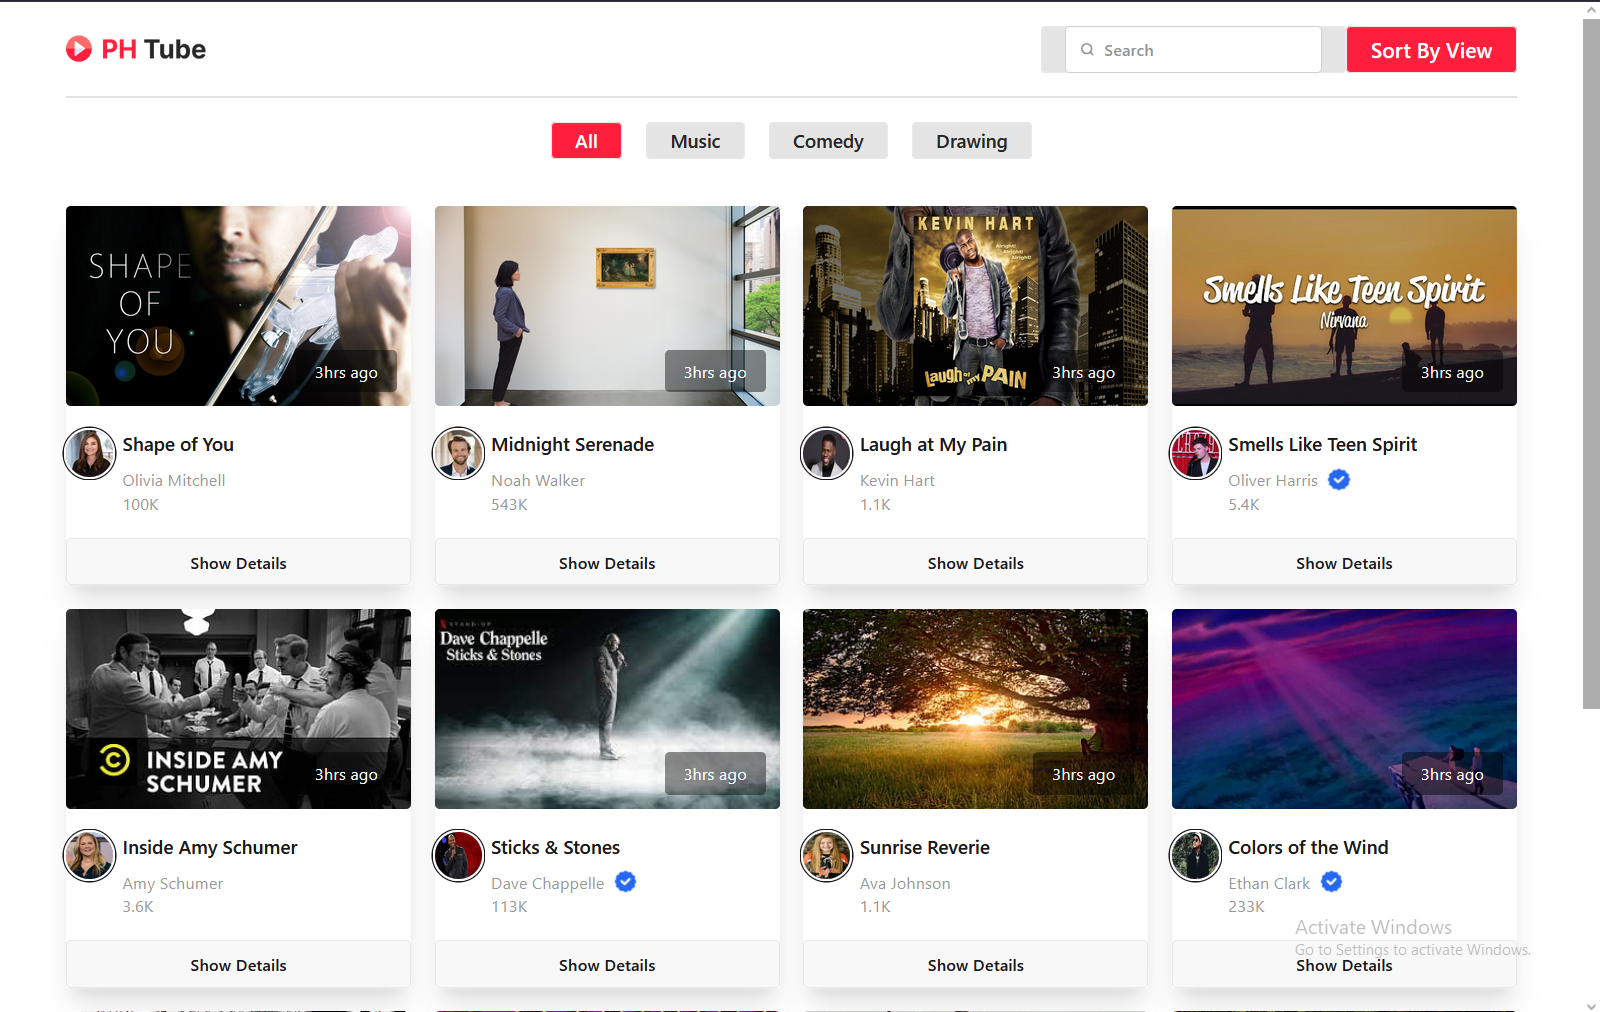 PH Tube
Search
Sort By View
All
Music
Comedy
Drawing
SHAPE
OF
YOU
3hrs ago
3hrs ago
KEVIN HART
Alright!
Alright!
Alright!
Laugh at my PAIN
3hrs ago
Smells Like Teen Spirit
Nirvana
3hrs ago
Shape of You
Olivia Mitchell
100K
Show Details
Midnight Serenade
Noah Walker
543K
Show Details
Laugh at My Pain
Kevin Hart
1.1K
Show Details
Smells Like Teen Spirit
Oliver Harris
5.4K
Show Details
INSIDE AMY
SCHUMER
3hrs ago
STAND-UP
Dave Chappelle
Sticks & Stones
3hrs ago
3hrs ago
3hrs ago
Inside Amy Schumer
Amy Schumer
3.6K
Show Details
Sticks & Stones
Dave Chappelle
113K
Show Details
Sunrise Reverie
Ava Johnson
1.1K
Show Details
Colors of the Wind
Ethan Clark
233K
Show Details
Activate Windows
Go to Settings to activate Windows.